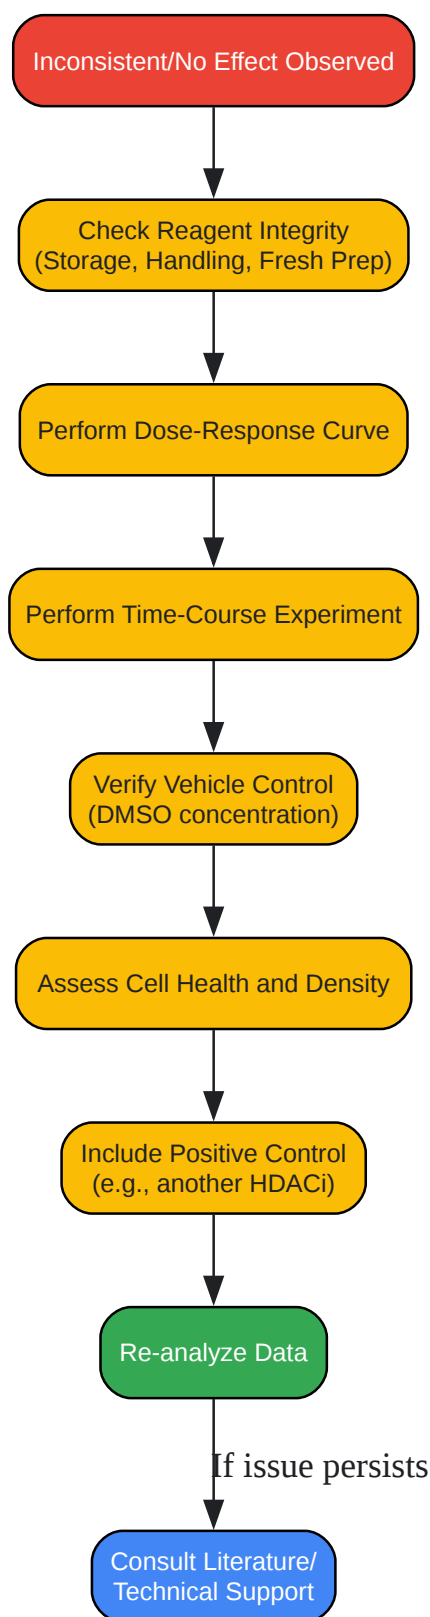 Inconsistent/No Effect Observed
Check Reagent Integrity
(Storage, Handling, Fresh Prep)
Perform Dose-Response Curve
Perform Time-Course Experiment
Verify Vehicle Control
(DMSO concentration)
Assess Cell Health and Density
Include Positive Control
(e.g., another HDACi)
Re-analyze Data
If issue persists
Consult Literature/
Technical Support